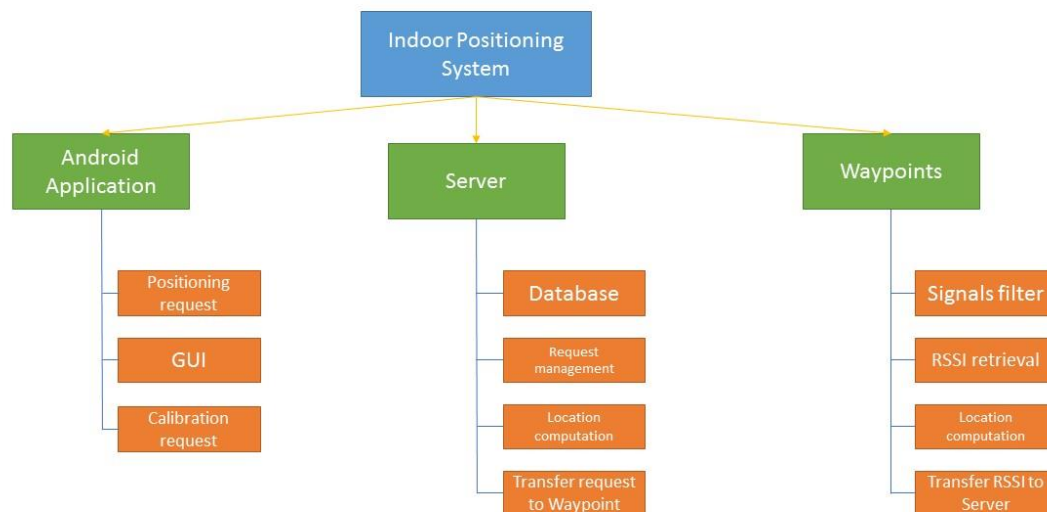 Indoor Positioning
System
Android
Application
Server
Waypoints
Positioning
request
GUI
Calibration
request
Database
Request
management
Location
computation
Transfer request
to Waypoint
Signals filter
RSSI retrieval
Location
computation
Transfer RSSI to
Server